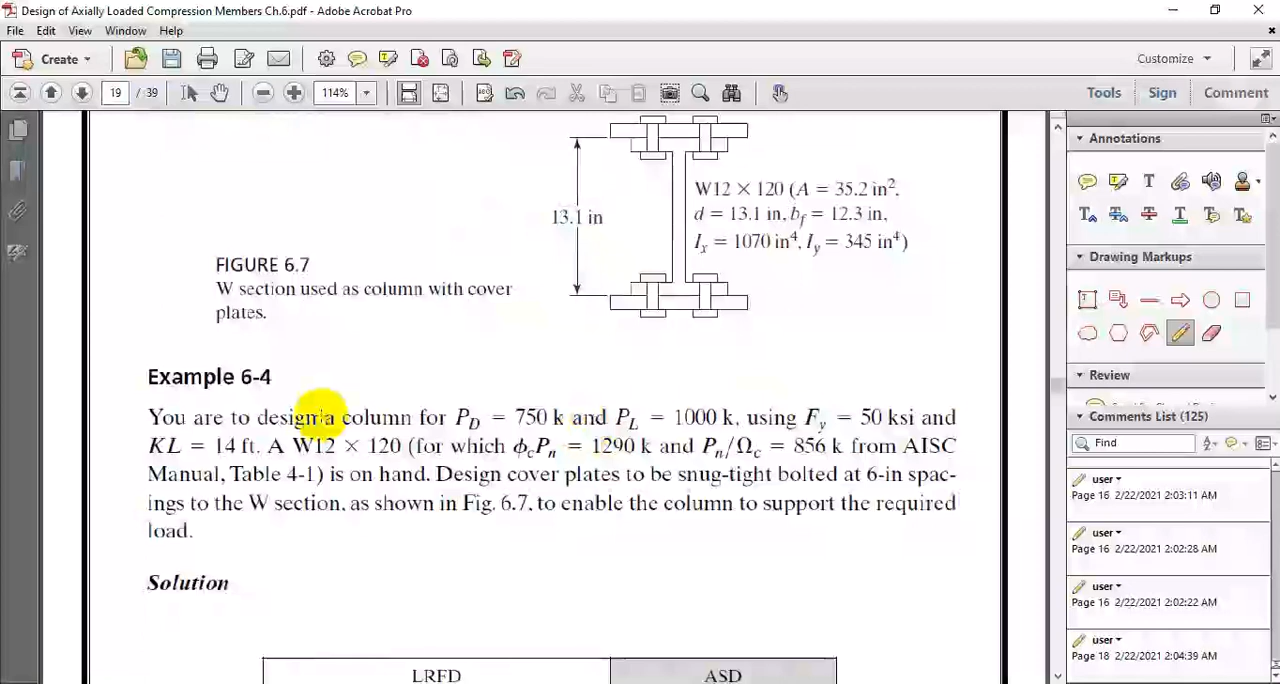 Design of Axially Loaded Compression Members Ch.6.pdf - Adobe Acrobat Pro
File Edit View Window Help
Create
Customize
19 / 39
114%
Tools Sign Comment
Annotations
13.1 in
W12 × 120 (A = 35.2 in²,
d = 13.1 in, b_f = 12.3 in,
I_x = 1070 in⁴, I_y = 345 in⁴)
FIGURE 6.7
W section used as column with cover
plates.
Example 6-4
You are to design a column for P_D = 750 k and P_L = 1000 k, using F_y = 50 ksi and
KL = 14 ft. A W12 × 120 (for which ϕ_cP_n = 1290 k and P_n/Ω_c = 856 k from AISC
Manual, Table 4-1) is on hand. Design cover plates to be snug-tight bolted at 6-in spac-
ings to the W section, as shown in Fig. 6.7, to enable the column to support the required
load.
Solution
LRFD ASD
Drawing Markups
Review
Comments List (125)
Find
user
Page 16 2/22/2021 2:03:11 AM
user
Page 16 2/22/2021 2:02:28 AM
user
Page 16 2/22/2021 2:02:22 AM
user
Page 18 2/22/2021 2:04:39 AM